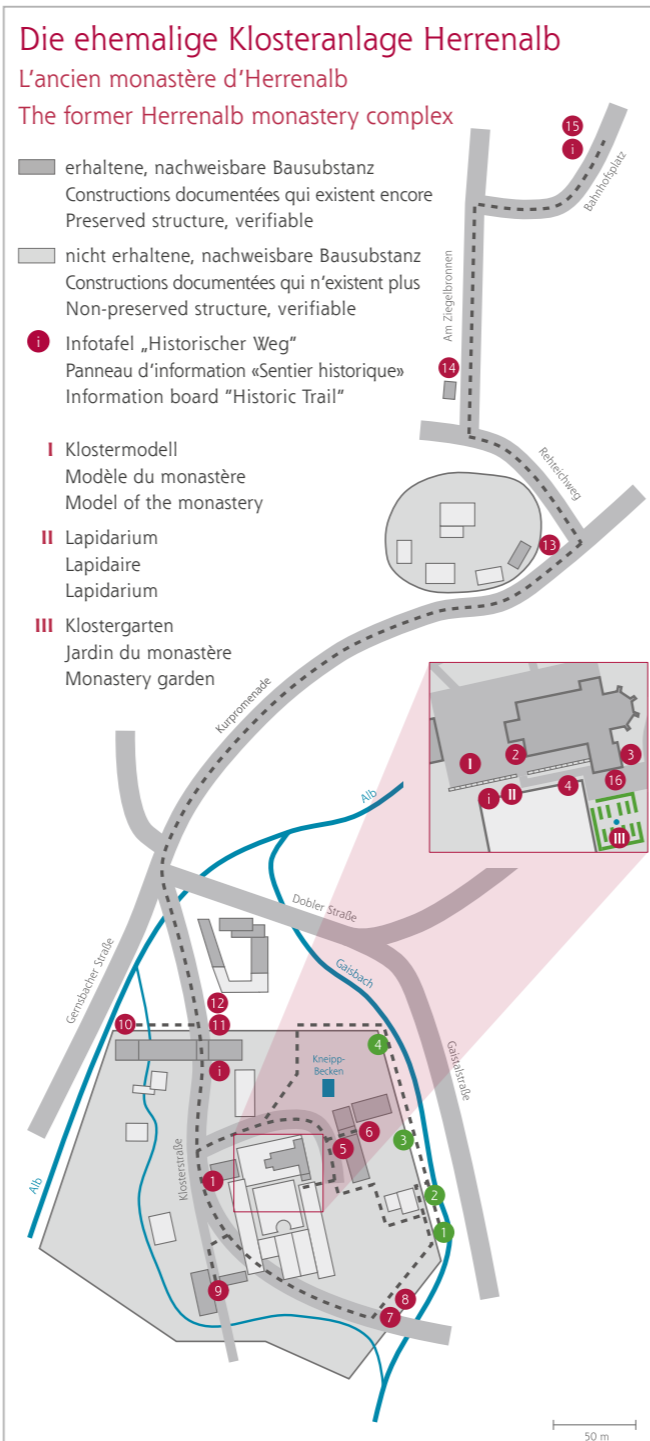 Die ehemalige Klosteranlage Herrenalb
L'ancien monastère d'Herrenalb
The former Herrenalb monastery complex
erhaltene, nachweisbare Bausubstanz
Constructions documentées qui existent encore
Preserved structure, verifiable
nicht erhaltene, nachweisbare Bausubstanz
Constructions documentées qui n'existent plus
Non-preserved structure, verifiable
i Infotafel „Historischer Weg"
Panneau d'information «Sentier historique»
Information board "Historic Trail"
I Klostermodell
Modèle du monastère
Model of the monastery
II Lapidarium
Lapidaire
Lapidarium
III Klostergarten
Jardin du monastère
Monastery garden
15
i
Bahnhofsplatz
Am Ziegelbronnen
14
Rehteichweg
13
Kurpromenade
I
2
3
i
II
4
16
III
Alb
Dobler Straße
Gernsbacher Straße
Gaisbach
Gaistalstraße
12
10
11
i
4
Kneipp-
Becken
6
5
3
Klosterstraße
1
2
1
Alb
9
8
7
50 m